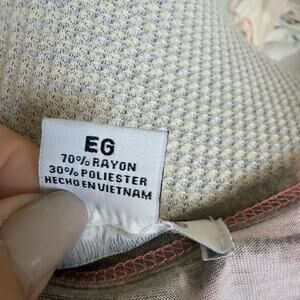 EG
70% RAYON
30% POLIESTER
HECHO EN VIETNAM